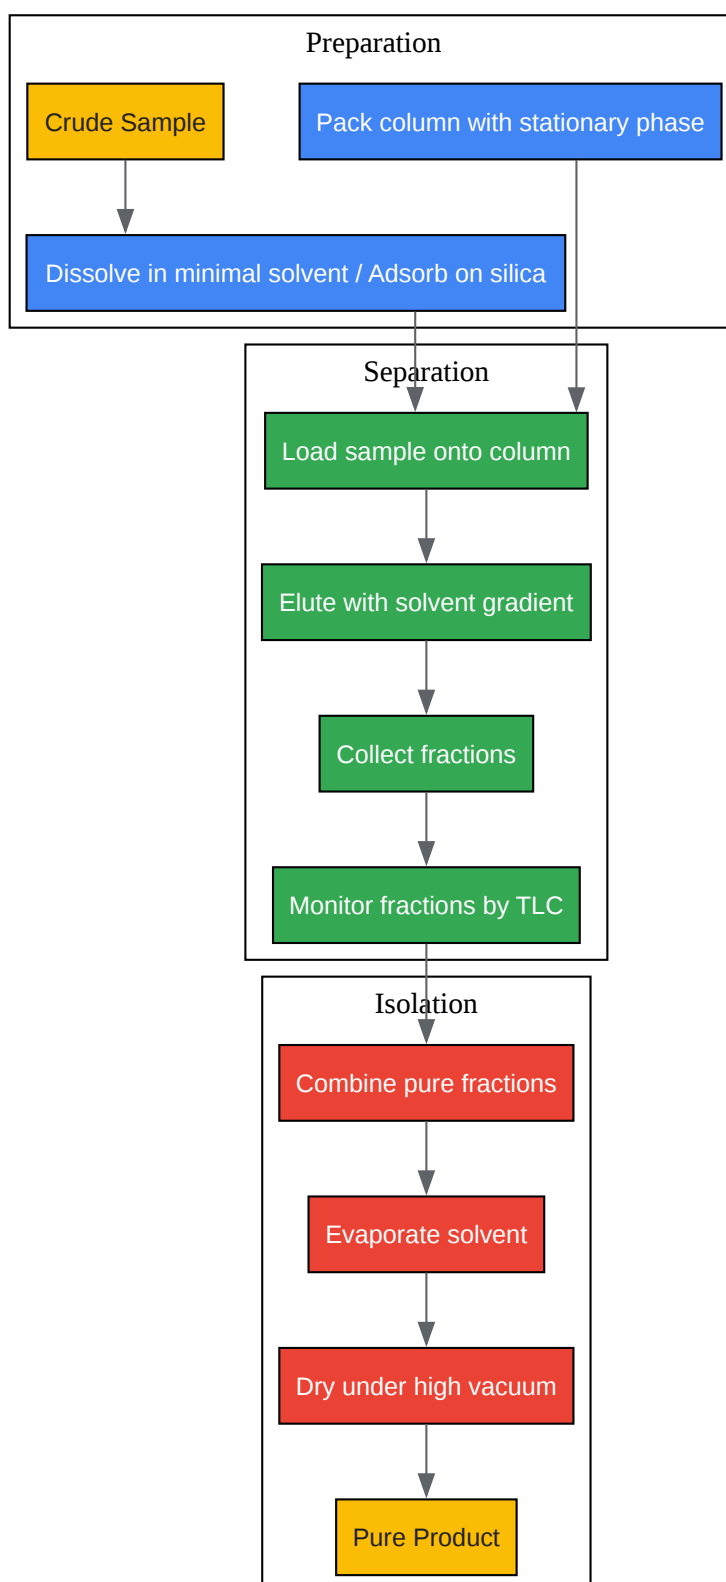 Preparation
Crude Sample
Pack column with stationary phase
Dissolve in minimal solvent / Adsorb on silica
Separation
Load sample onto column
Elute with solvent gradient
Collect fractions
Monitor fractions by TLC
Isolation
Combine pure fractions
Evaporate solvent
Dry under high vacuum
Pure Product